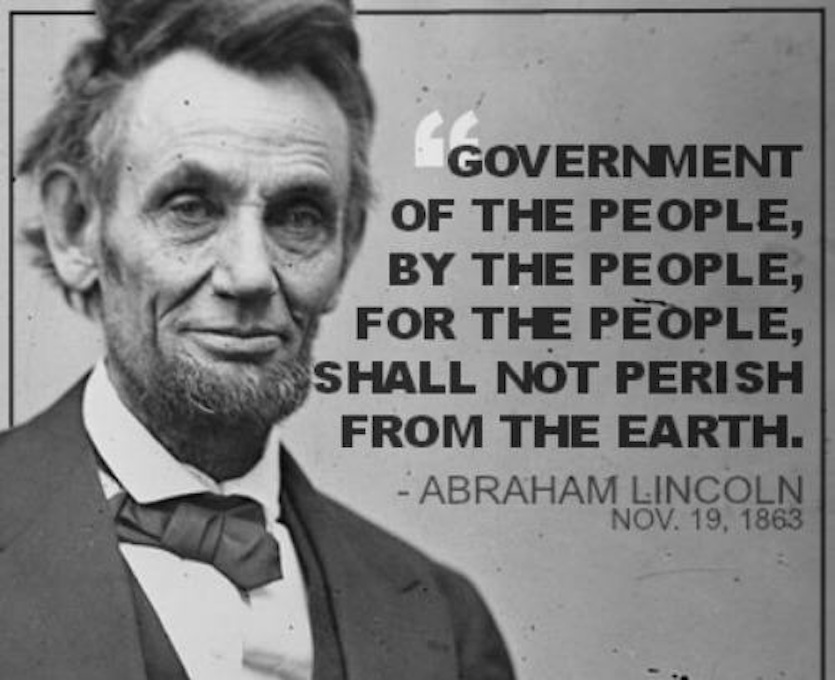 “GOVERNMENT
OF THE PEOPLE,
BY THE PEOPLE,
FOR THE PEOPLE,
SHALL NOT PERISH
FROM THE EARTH.
- ABRAHAM LINCOLN
NOV. 19, 1863